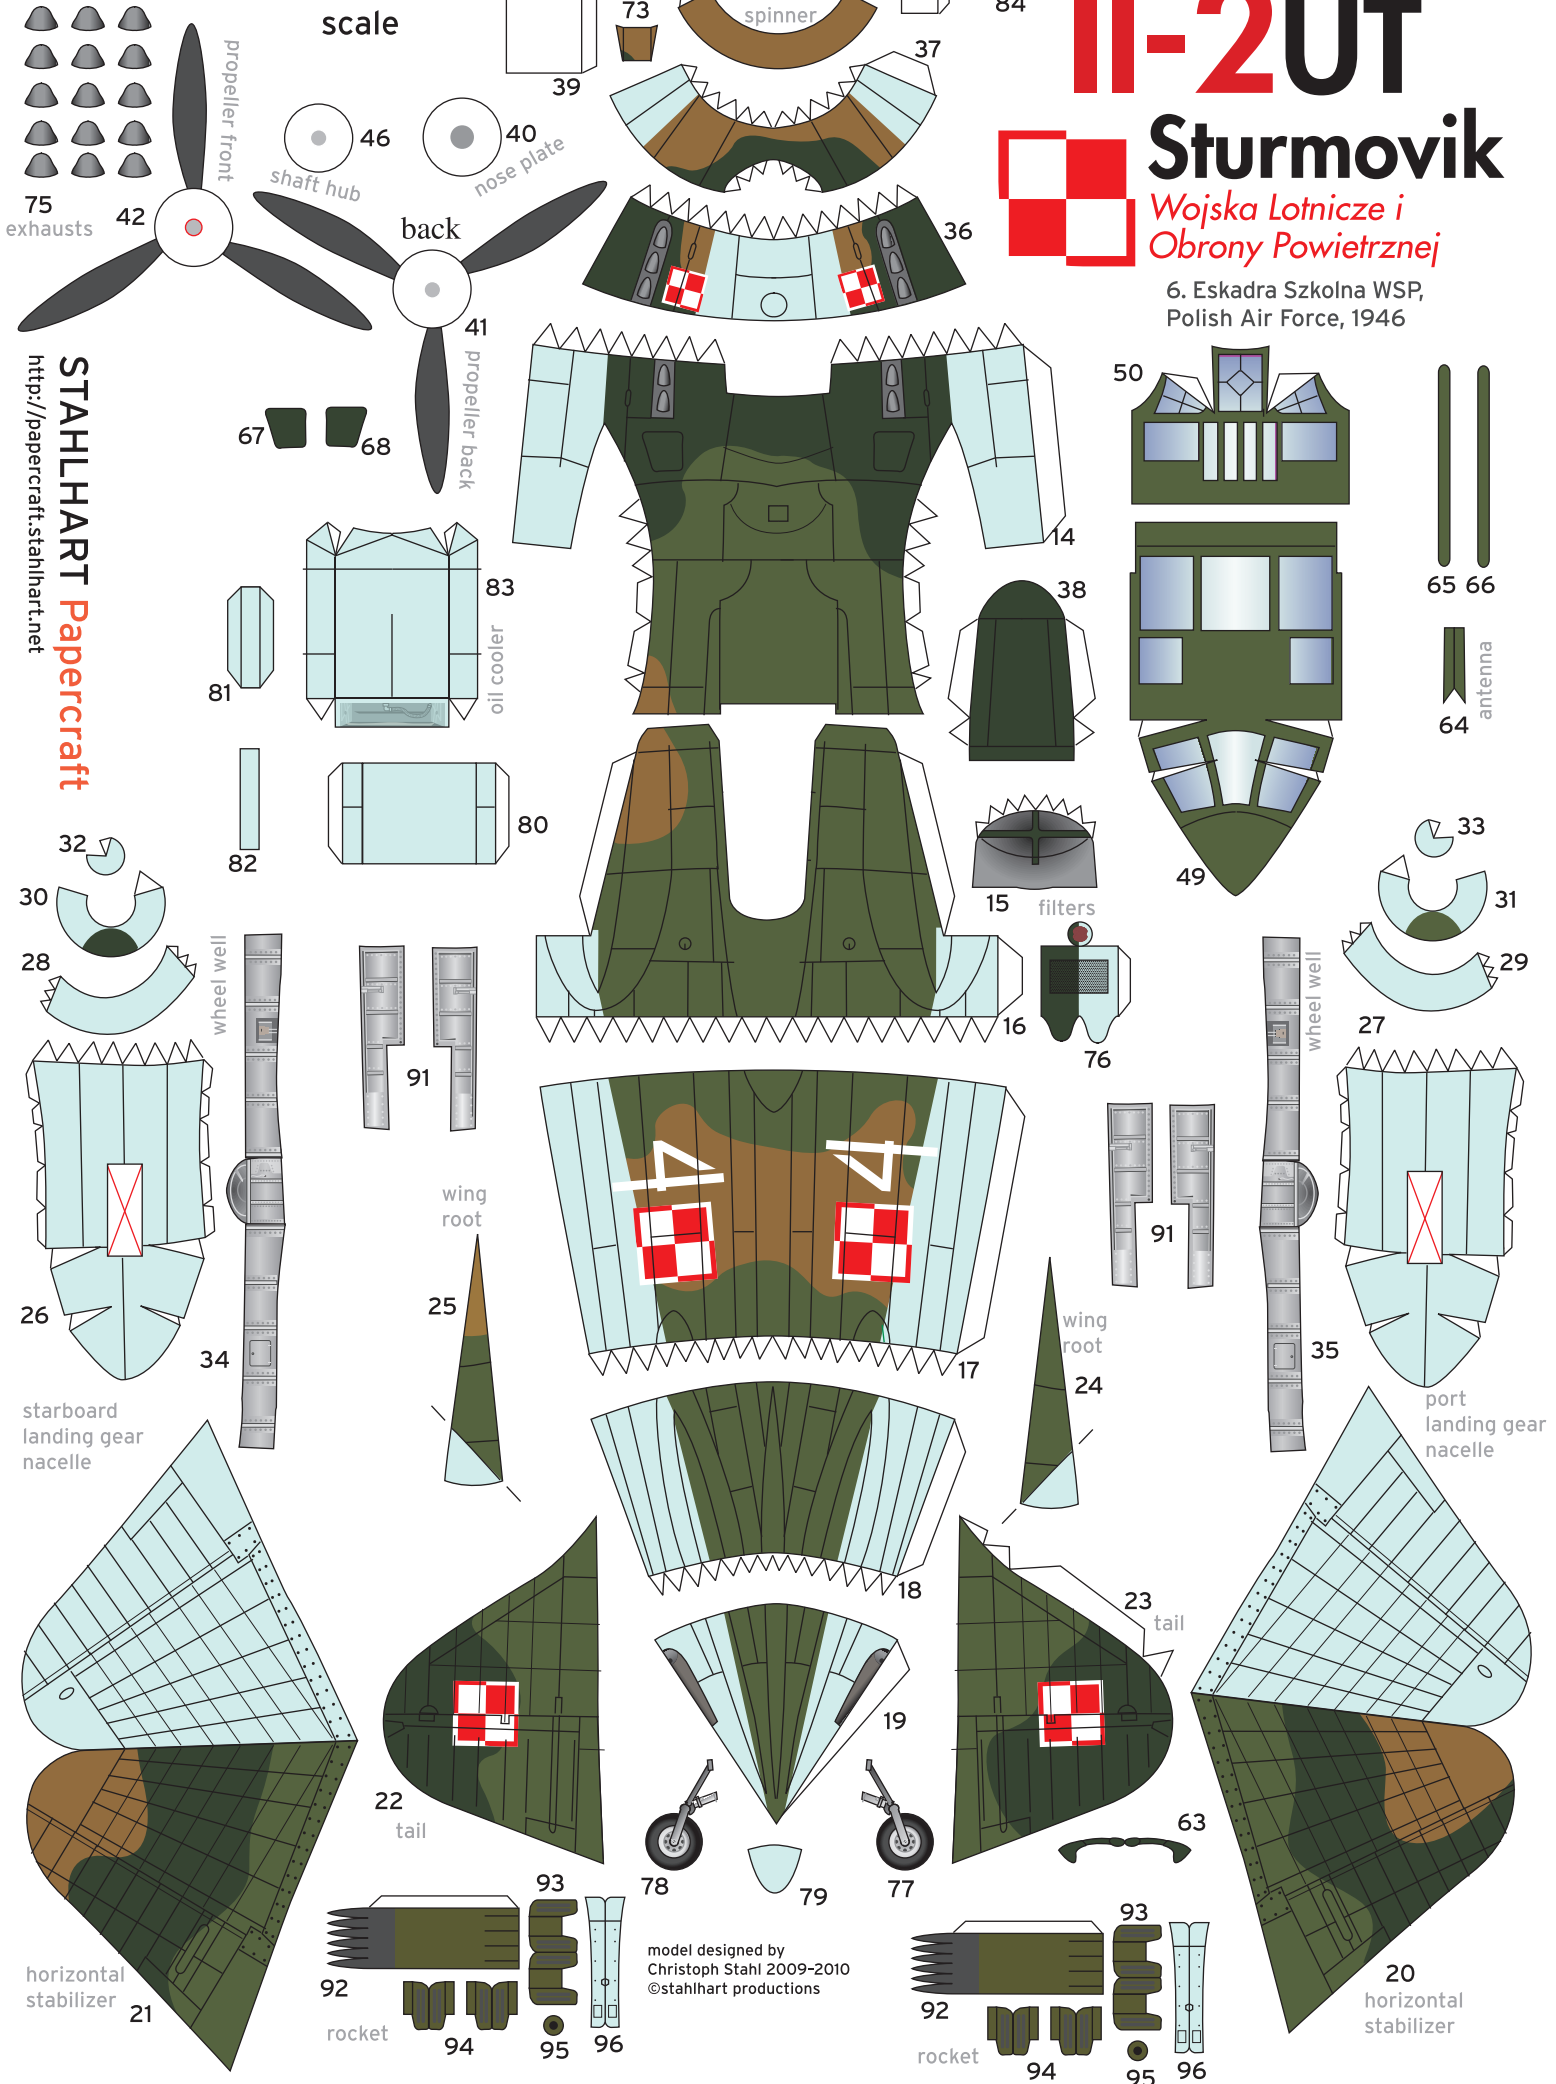 scale
73
spinner
84
39
37
Il-2UT
Sturmovik
Wojska Lotnicze i
Obrony Powietrznej
6. Eskadra Szkolna WSP,
Polish Air Force, 1946
75
exhausts
42
propeller front
46
shaft hub
40
nose plate
back
41
propeller back
36
STAHLHART Papercraft
http://papercraft.stahlhart.net
67
68
14
50
65
66
83
oil cooler
81
38
64
antenna
82
80
32
30
28
15
filters
49
33
31
29
wheel well
91
16
76
wheel well
27
4
4
wing
root
25
91
26
34
17
wing
root
24
35
starboard
landing gear
nacelle
port
landing gear
nacelle
18
23
tail
19
22
tail
78
79
77
63
93
92
94
95
96
rocket
model designed by
Christoph Stahl 2009-2010
©stahlhart productions
93
92
94
95
96
rocket
horizontal
stabilizer
21
20
horizontal
stabilizer